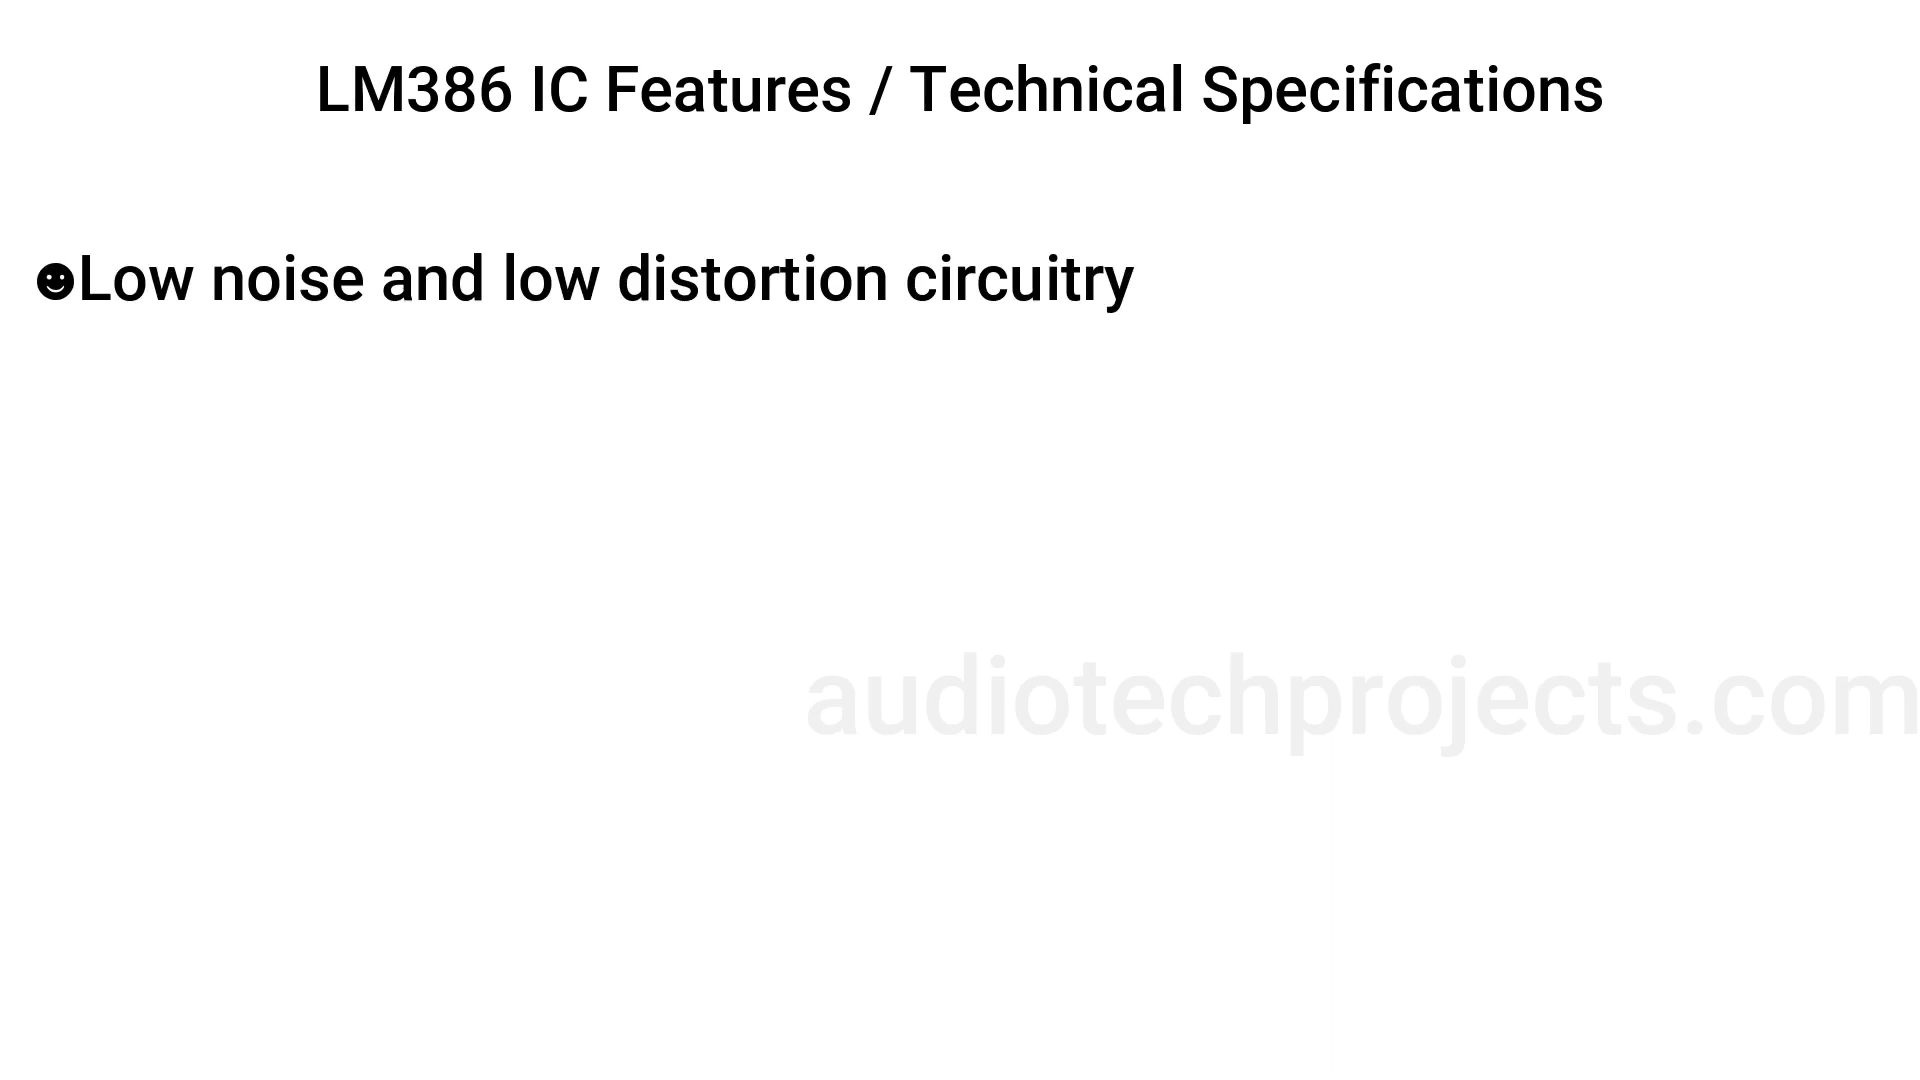 LM386 IC Features / Technical Specifications
☻Low noise and low distortion circuitry
audiotechprojects.com